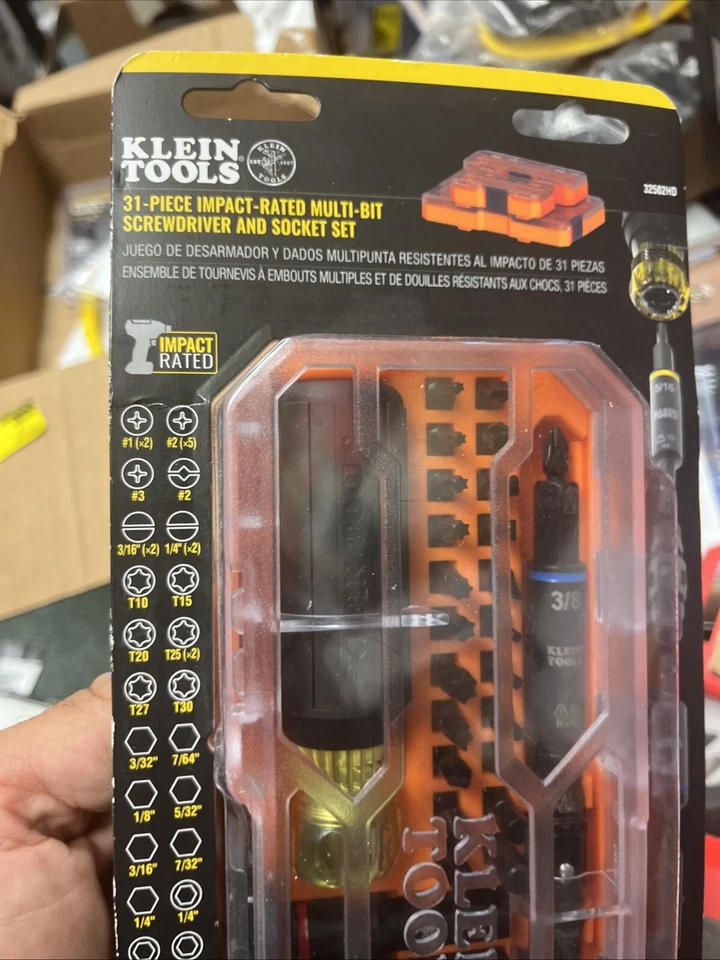 KLEIN
TOOLS®
KLEIN
EST. 1857
TOOLS
32502HD
31-PIECE IMPACT-RATED MULTI-BIT
SCREWDRIVER AND SOCKET SET
JUEGO DE DESARMADOR Y DADOS MULTIPUNTA RESISTENTES AL IMPACTO DE 31 PIEZAS
ENSEMBLE DE TOURNEVIS À EMBOUTS MULTIPLES ET DE DOUILLES RÉSISTANTS AUX CHOCS, 31 PIÈCES
IMPACT
RATED
#1 (×2) #2 (×5)
#3 #2
3/16" (×2) 1/4" (×2)
T10 T15
T20 T25 (×2)
T27 T30
3/32" 7/64"
1/8" 5/32"
3/16" 7/32"
1/4" 1/4"
5/16
3/8
KLEIN
TOOLS
KLEI
TOO